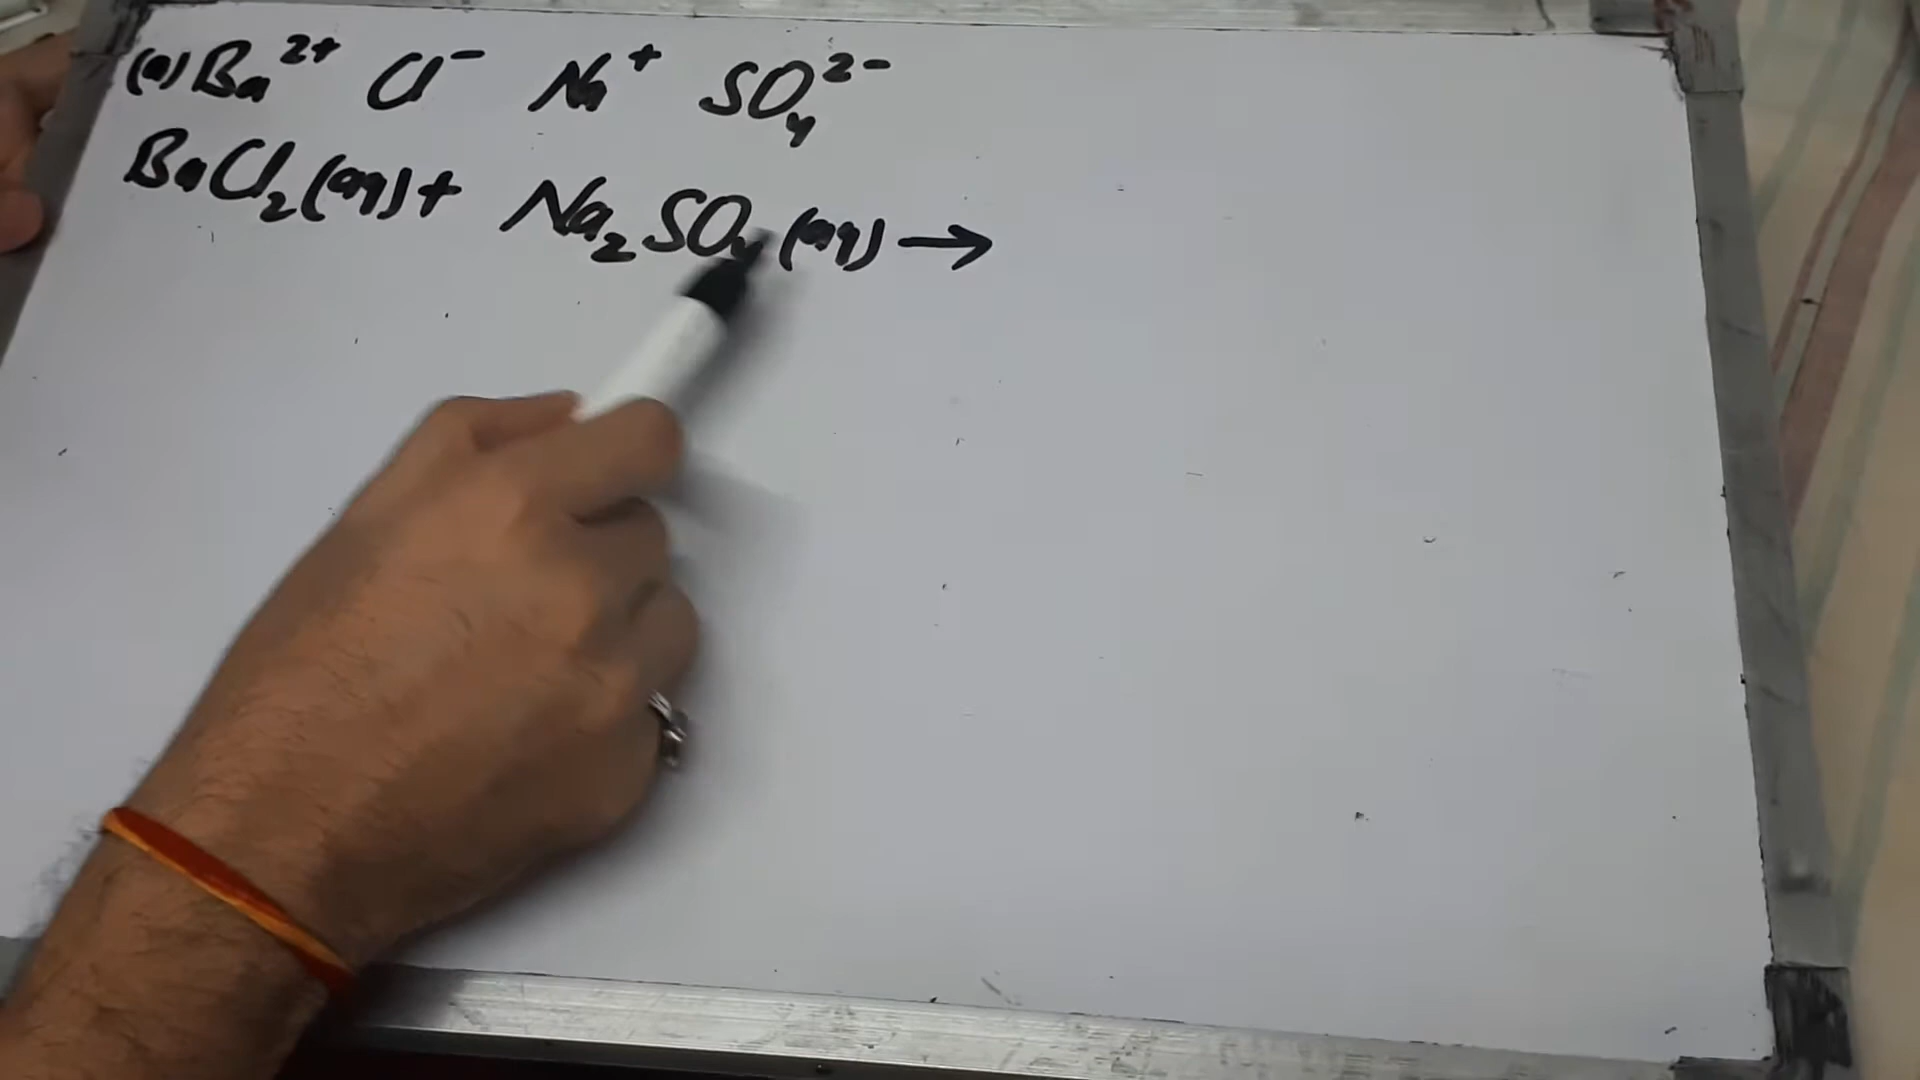 (a) Ba²⁺ Cl⁻ Na⁺ SO₄²⁻
BaCl₂(aq) + Na₂SO₄(aq) →